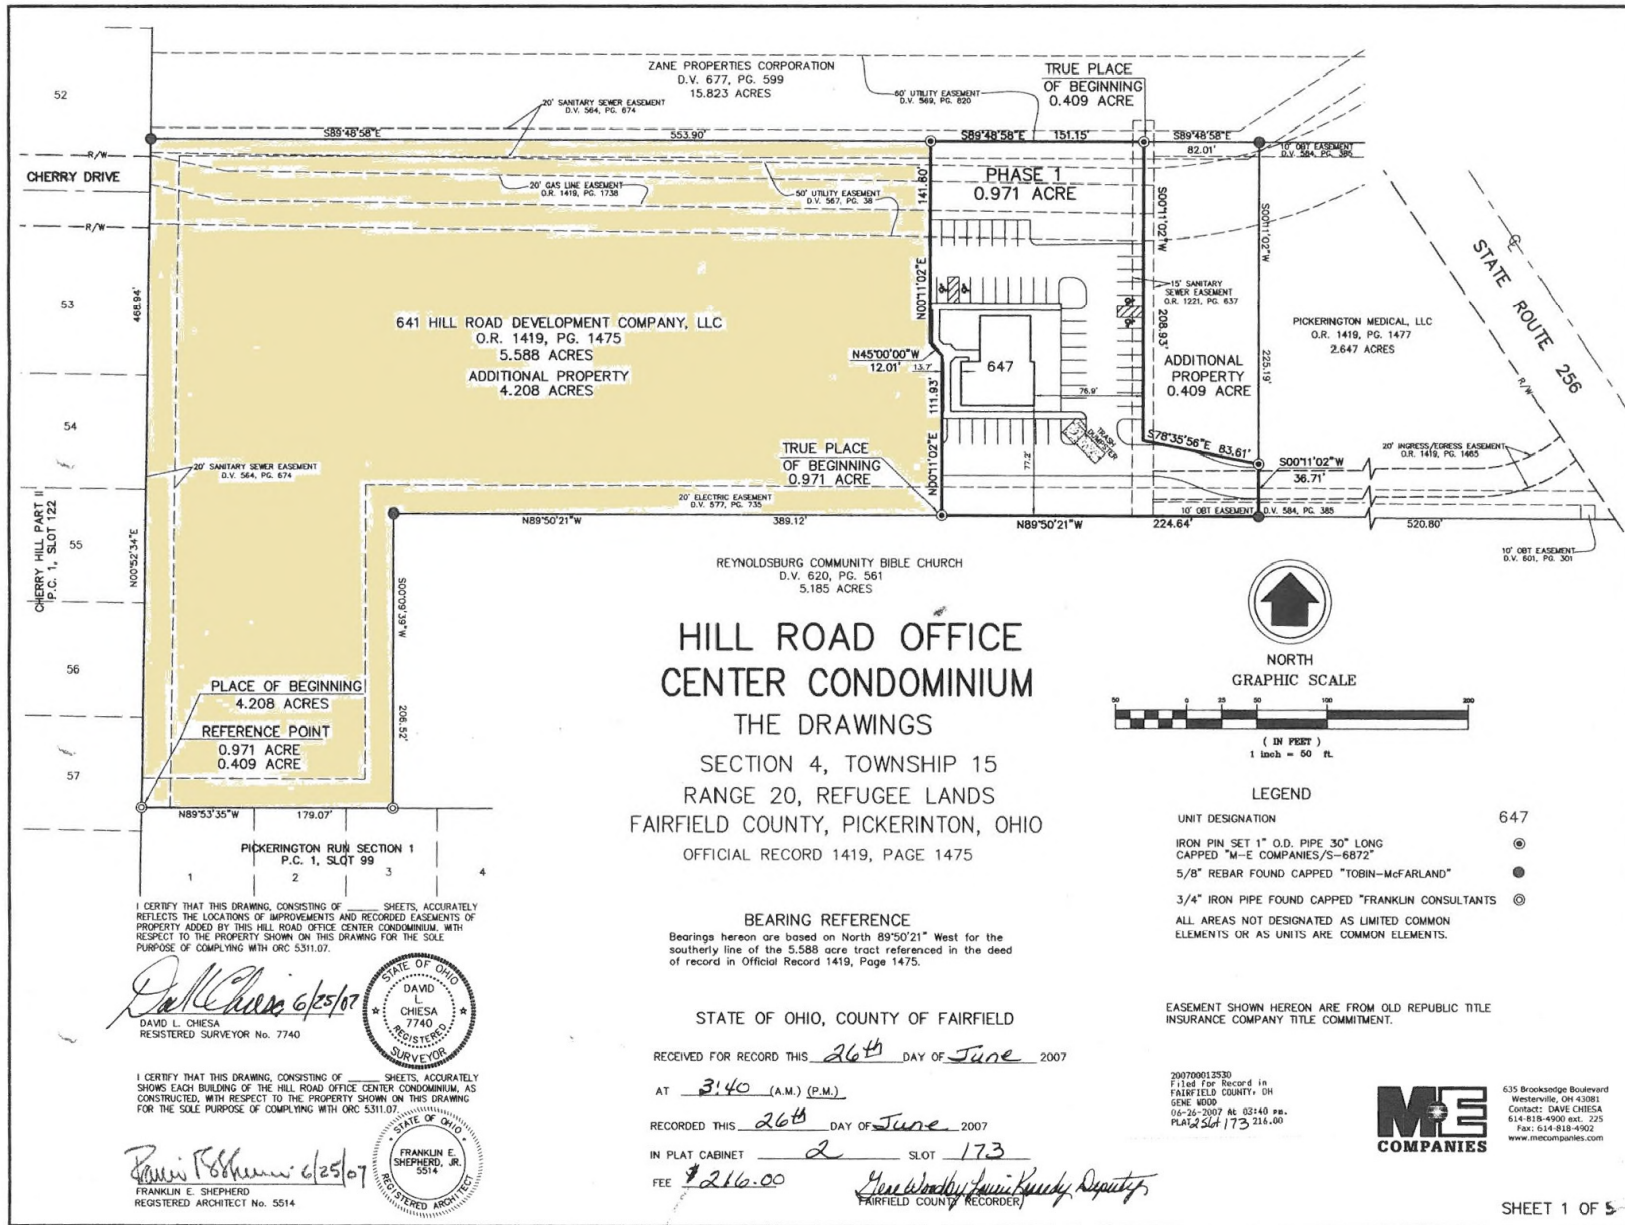 ZANE PROPERTIES CORPORATION
D.V. 677, PG. 599
15.823 ACRES
TRUE PLACE
OF BEGINNING
0.409 ACRE
52
20' SANITARY SEWER EASEMENT
D.V. 564, PG. 674
60' UTILITY EASEMENT
D.V. 569, PG. 820
S89°48'58"E
553.90'
S89°48'58"E 151.15'
S89°48'58"E
82.01'
10' OBT EASEMENT
D.V. 584, PG. 385
R/W
CHERRY DRIVE
R/W
20' GAS LINE EASEMENT
O.R. 1419, PG. 1738
50' UTILITY EASEMENT
D.V. 567, PG. 38
141.60'
N00°11'02"E
PHASE 1
0.971 ACRE
S00°11'02"W
208.93'
S00°11'02"W
225.19'
15' SANITARY
SEWER EASEMENT
O.R. 1221, PG. 637
STATE ROUTE 256
R/W
53
468.94'
N00°52'34"E
641 HILL ROAD DEVELOPMENT COMPANY, LLC
O.R. 1419, PG. 1475
5.588 ACRES
ADDITIONAL PROPERTY
4.208 ACRES
N45°00'00"W
12.01'
13.7'
647
PICKERINGTON MEDICAL, LLC
O.R. 1419, PG. 1477
2.647 ACRES
ADDITIONAL
PROPERTY
0.409 ACRE
76.9'
77.2'
111.93'
N00°11'02"E
TRASH
DUMPSTER
54
S78°35'56"E 83.61'
TRUE PLACE
OF BEGINNING
0.971 ACRE
20' SANITARY SEWER EASEMENT
D.V. 564, PG. 674
20' INGRESS/EGRESS EASEMENT
O.R. 1419, PG. 1465
S00°11'02"W
36.71'
20' ELECTRIC EASEMENT
D.V. 577, PG. 735
10' OBT EASEMENT D.V. 584, PG. 385
389.12'
N89°50'21"W
N89°50'21"W
224.64'
520.80'
10' OBT EASEMENT
D.V. 601, PG. 301
CHERRY HILL PART II
P.C. 1, SLOT 122
55
56
57
REYNOLDSBURG COMMUNITY BIBLE CHURCH
D.V. 620, PG. 561
5.185 ACRES
S00°09'39"W
206.52'
PLACE OF BEGINNING
4.208 ACRES
REFERENCE POINT
0.971 ACRE
0.409 ACRE
N89°53'35"W 179.07'
PICKERINGTON RUN SECTION 1
P.C. 1, SLOT 99
1 2 3 4
HILL ROAD OFFICE
CENTER CONDOMINIUM
THE DRAWINGS
SECTION 4, TOWNSHIP 15
RANGE 20, REFUGEE LANDS
FAIRFIELD COUNTY, PICKERINTON, OHIO
OFFICIAL RECORD 1419, PAGE 1475
NORTH
GRAPHIC SCALE
50 0 25 50 100 200
( IN FEET )
1 inch = 50 ft.
LEGEND
UNIT DESIGNATION 647
IRON PIN SET 1" O.D. PIPE 30" LONG
CAPPED "M-E COMPANIES/S-6872"
5/8" REBAR FOUND CAPPED "TOBIN-McFARLAND"
3/4" IRON PIPE FOUND CAPPED "FRANKLIN CONSULTANTS
ALL AREAS NOT DESIGNATED AS LIMITED COMMON
ELEMENTS OR AS UNITS ARE COMMON ELEMENTS.
I CERTIFY THAT THIS DRAWING, CONSISTING OF ______ SHEETS, ACCURATELY
REFLECTS THE LOCATIONS OF IMPROVEMENTS AND RECORDED EASEMENTS OF
PROPERTY ADDED BY THIS HILL ROAD OFFICE CENTER CONDOMINIUM, WITH
RESPECT TO THE PROPERTY SHOWN ON THIS DRAWING FOR THE SOLE
PURPOSE OF COMPLYING WITH ORC 5311.07.
6/25/07
DAVID L. CHIESA
RESISTERED SURVEYOR No. 7740
STATE OF OHIO
DAVID
L.
CHIESA
7740
REGISTERED
SURVEYOR
I CERTIFY THAT THIS DRAWING, CONSISTING OF ______ SHEETS, ACCURATELY
SHOWS EACH BUILDING OF THE HILL ROAD OFFICE CENTER CONDOMINIUM, AS
CONSTRUCTED, WITH RESPECT TO THE PROPERTY SHOWN ON THIS DRAWING
FOR THE SOLE PURPOSE OF COMPLYING WITH ORC 5311.07.
6/25/07
FRANKLIN E. SHEPHERD
REGISTERED ARCHITECT No. 5514
STATE OF OHIO
FRANKLIN E.
SHEPHERD, JR.
5514
REGISTERED ARCHITECT
BEARING REFERENCE
Bearings hereon are based on North 89°50'21" West for the
southerly line of the 5.588 acre tract referenced in the deed
of record in Official Record 1419, Page 1475.
STATE OF OHIO, COUNTY OF FAIRFIELD
RECEIVED FOR RECORD THIS 26th DAY OF June 2007
AT 3:40 (A.M.) (P.M.)
RECORDED THIS 26th DAY OF June 2007
IN PLAT CABINET 2 SLOT 173
FEE $216.00
FAIRFIELD COUNTY RECORDER
EASEMENT SHOWN HEREON ARE FROM OLD REPUBLIC TITLE
INSURANCE COMPANY TITLE COMMITMENT.
200700013530
Filed for Record in
FAIRFIELD COUNTY, OH
GENE WOOD
06-26-2007 At 03:40 pm.
PLAT 2 Slot 173 216.00
M-E
COMPANIES
635 Brooksedge Boulevard
Westerville, OH 43081
Contact: DAVE CHIESA
614-818-4900 ext. 225
Fax: 614-818-4902
www.mecompanies.com
SHEET 1 OF 5